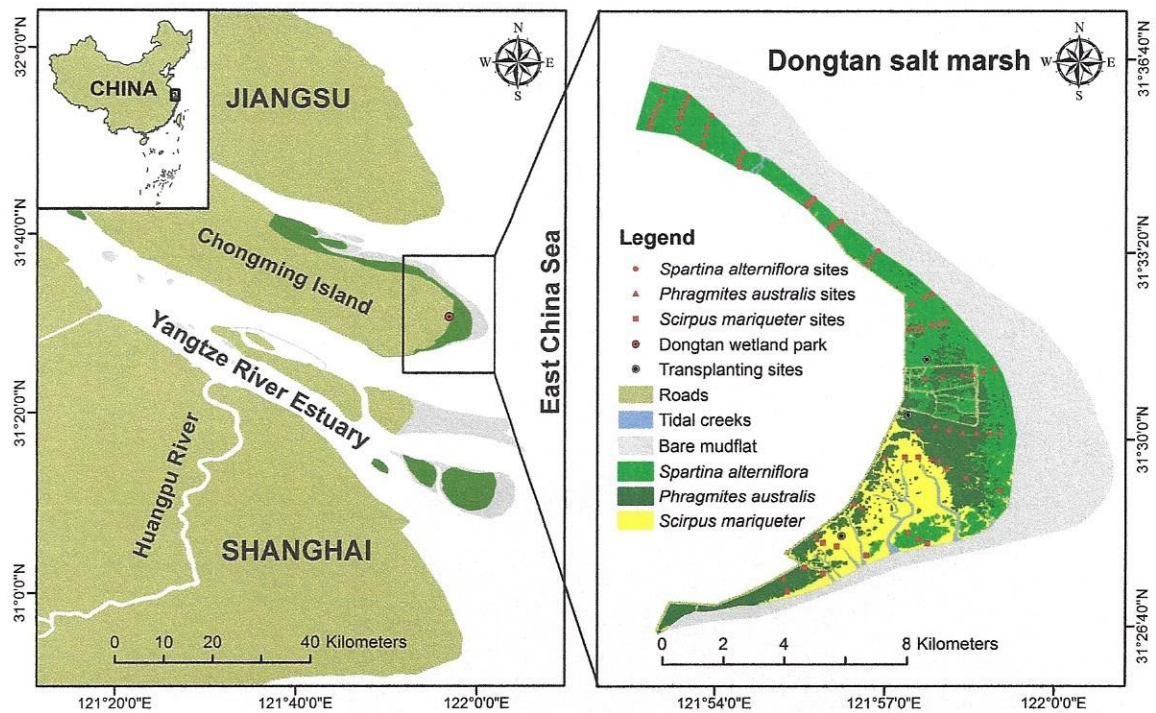 N
W E
S
CHINA
JIANGSU
Chongming Island
Yangtze River Estuary
Huangpu River
SHANGHAI
East China Sea
0 10 20 40 Kilometers
32°0'0"N
31°40'0"N
31°20'0"N
31°0'0"N
121°20'0"E 121°40'0"E 122°0'0"E
Dongtan salt marsh
N
W E
S
Legend
Spartina alterniflora sites
Phragmites australis sites
Scirpus mariqueter sites
Dongtan wetland park
Transplanting sites
Roads
Tidal creeks
Bare mudflat
Spartina alterniflora
Phragmites australis
Scirpus mariqueter
0 2 4 8 Kilometers
31°36'40"N
31°33'20"N
31°30'0"N
31°26'40"N
121°54'0"E 121°57'0"E 122°0'0"E